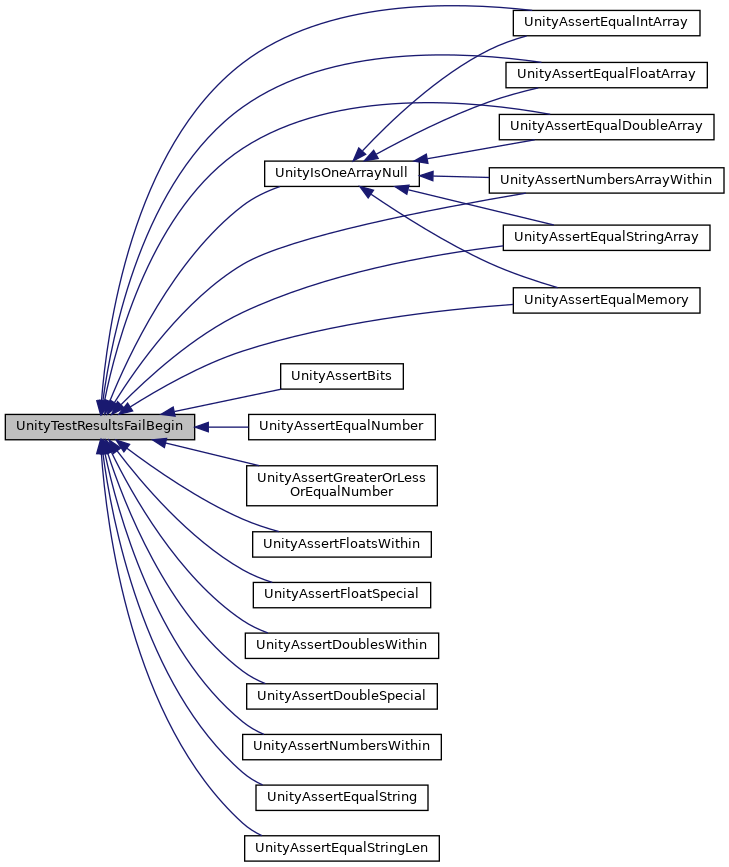 UnityAssertEqualIntArray
UnityAssertEqualFloatArray
UnityAssertEqualDoubleArray
UnityIsOneArrayNull
UnityAssertNumbersArrayWithin
UnityAssertEqualStringArray
UnityAssertEqualMemory
UnityAssertBits
UnityTestResultsFailBegin
UnityAssertEqualNumber
UnityAssertGreaterOrLess
OrEqualNumber
UnityAssertFloatsWithin
UnityAssertFloatSpecial
UnityAssertDoublesWithin
UnityAssertDoubleSpecial
UnityAssertNumbersWithin
UnityAssertEqualString
UnityAssertEqualStringLen